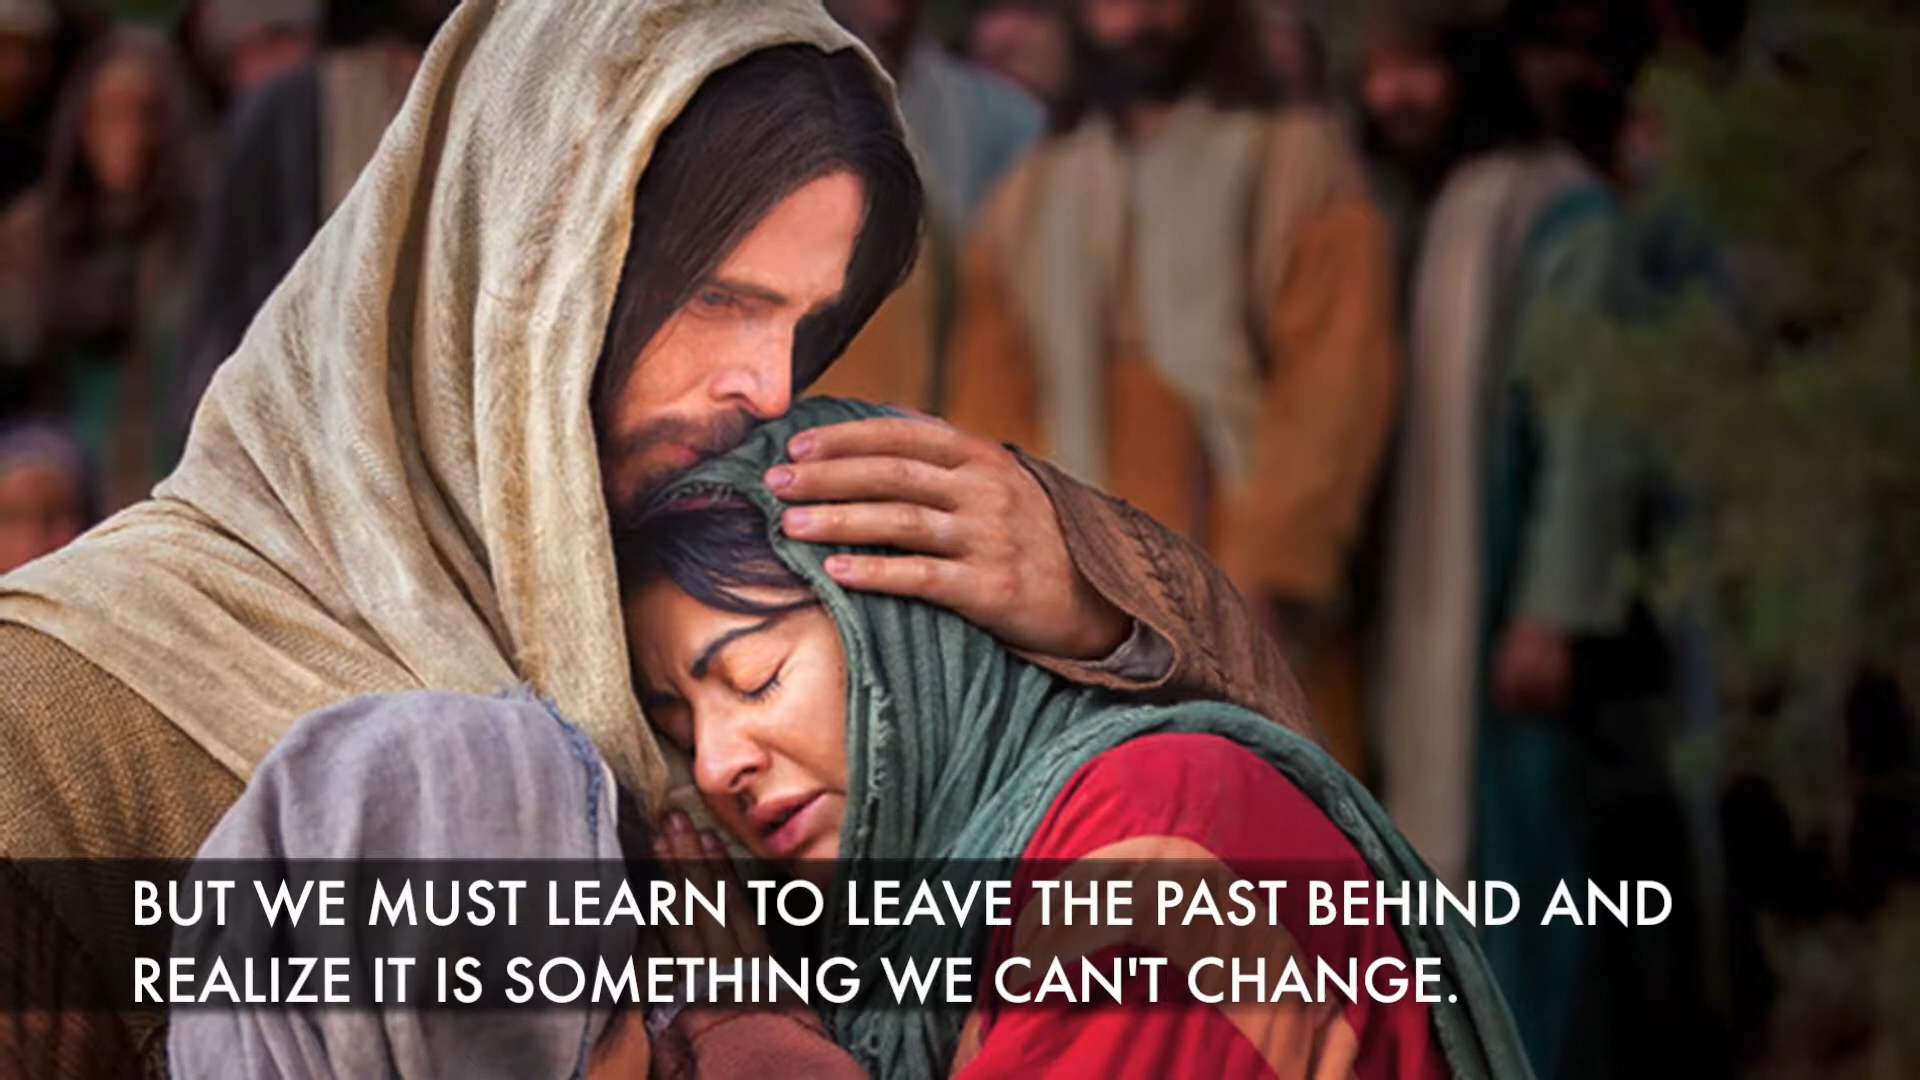 BUT WE MUST LEARN TO LEAVE THE PAST BEHIND AND
REALIZE IT IS SOMETHING WE CAN'T CHANGE.